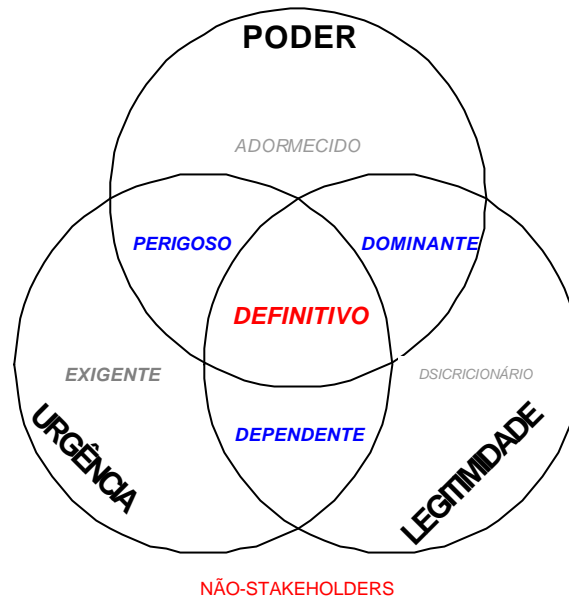 PODER
ADORMECIDO
PERIGOSO
DOMINANTE
DEFINITIVO
EXIGENTE
DSICRICIONÁRIO
DEPENDENTE
URGÊNCIA
LEGITIMIDADE
NÃO-STAKEHOLDERS